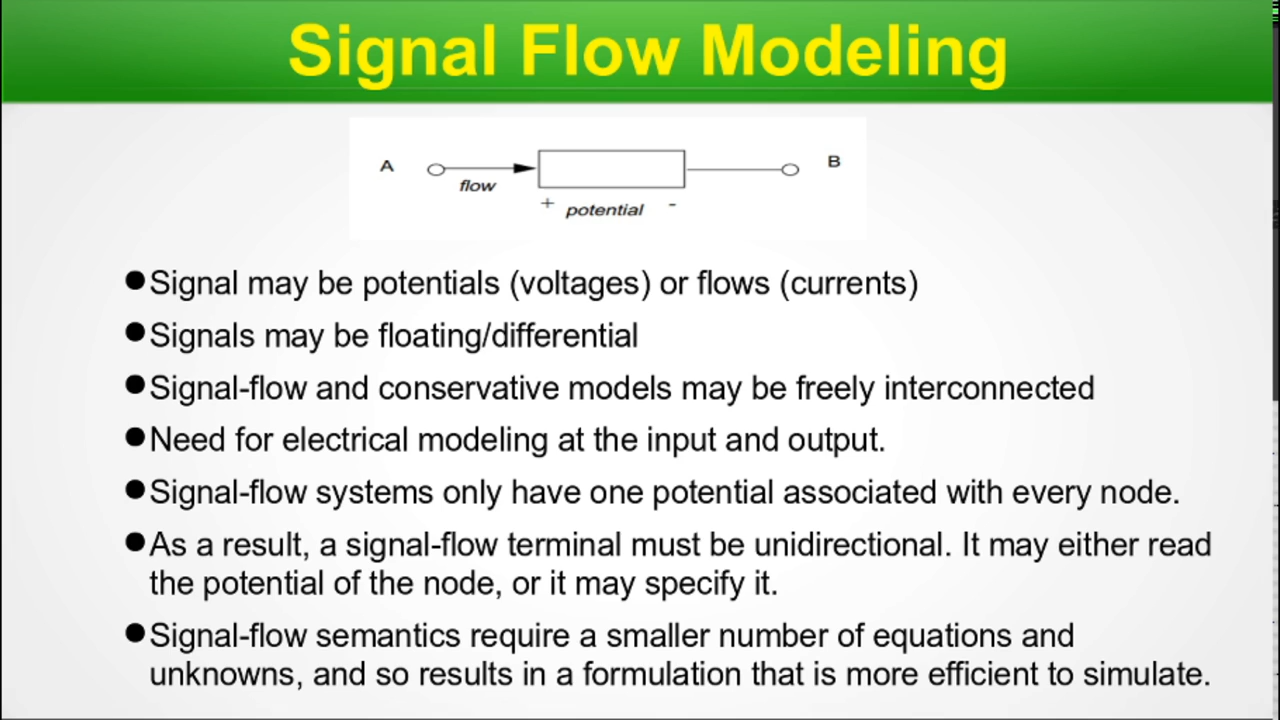 Signal Flow Modeling
A
B
flow
+ potential -
●Signal may be potentials (voltages) or flows (currents)
●Signals may be floating/differential
●Signal-flow and conservative models may be freely interconnected
●Need for electrical modeling at the input and output.
●Signal-flow systems only have one potential associated with every node.
●As a result, a signal-flow terminal must be unidirectional. It may either read
the potential of the node, or it may specify it.
●Signal-flow semantics require a smaller number of equations and
unknowns, and so results in a formulation that is more efficient to simulate.